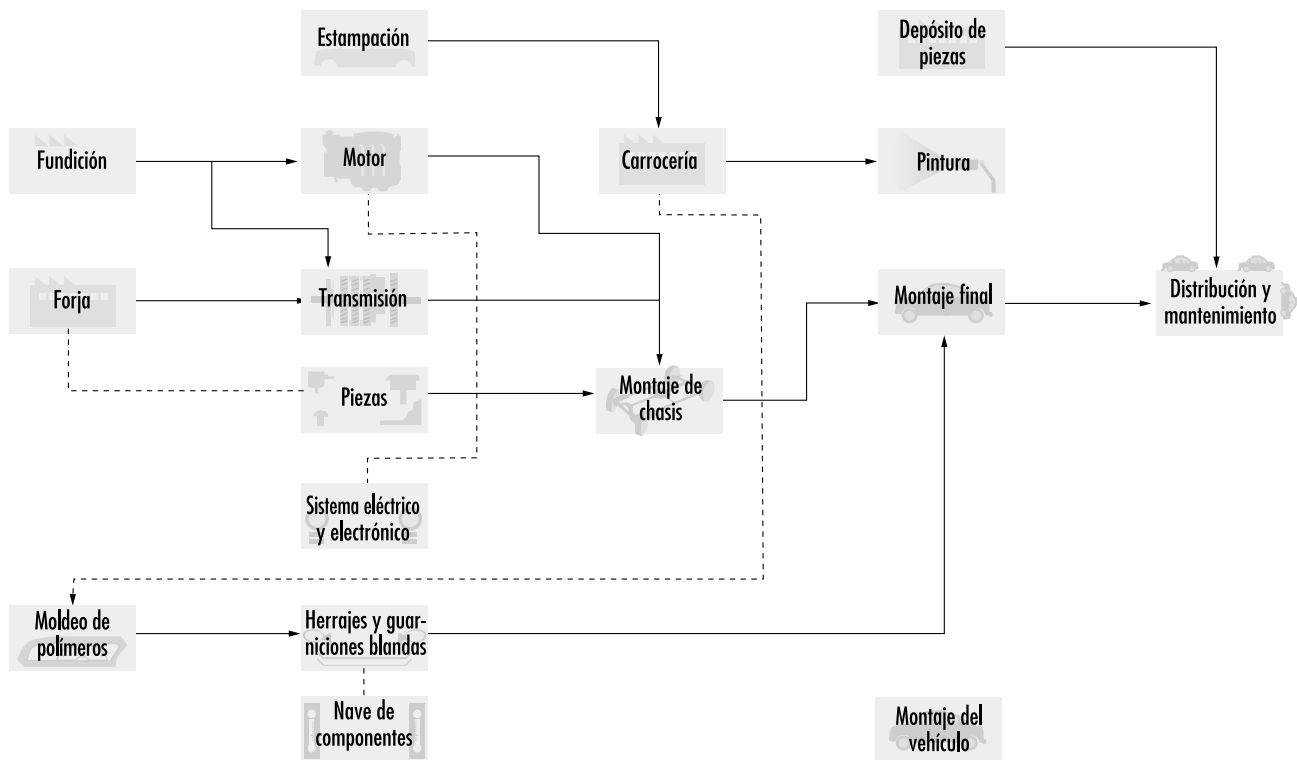 Estampación
Depósito de
piezas
Fundición
Motor
Carrocería
Pintura
Forja
Transmisión
Montaje final
Distribución y
mantenimiento
Piezas
Montaje de
chasis
Sistema eléctrico
y electrónico
Moldeo de
polímeros
Herrajes y guar-
niciones blandas
Nave de
componentes
Montaje del
vehículo